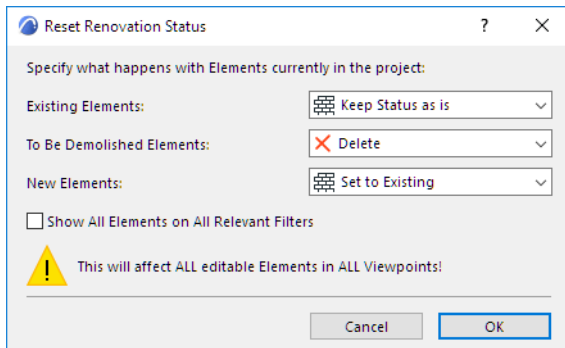 Reset Renovation Status
?
Specify what happens with Elements currently in the project:
Existing Elements: Keep Status as is
To Be Demolished Elements: Delete
New Elements: Set to Existing
Show All Elements on All Relevant Filters
This will affect ALL editable Elements in ALL Viewpoints!
Cancel OK